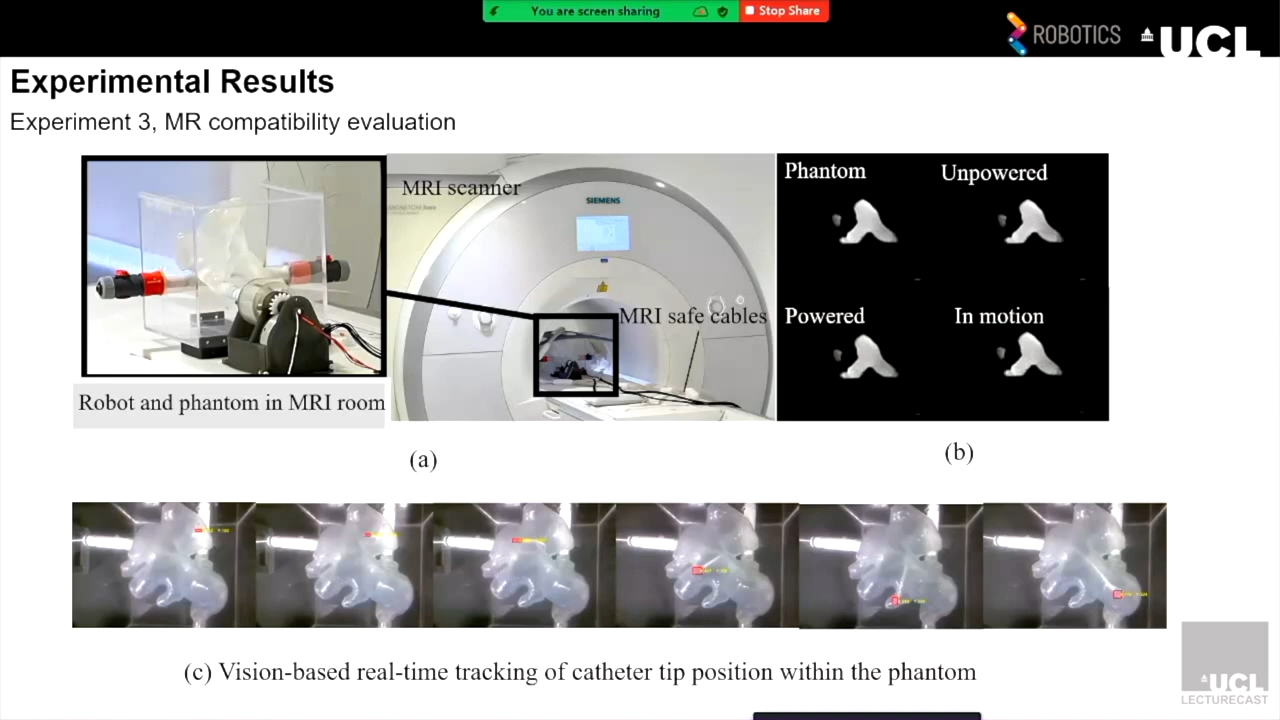 You are screen sharing
Stop Share
ROBOTICS
UCL
Experimental Results
Experiment 3, MR compatibility evaluation
MRI scanner
SIEMENS
MRI safe cables
Robot and phantom in MRI room
(a)
Phantom
Unpowered
Powered
In motion
(b)
(c) Vision-based real-time tracking of catheter tip position within the phantom
UCL
LECTURECAST